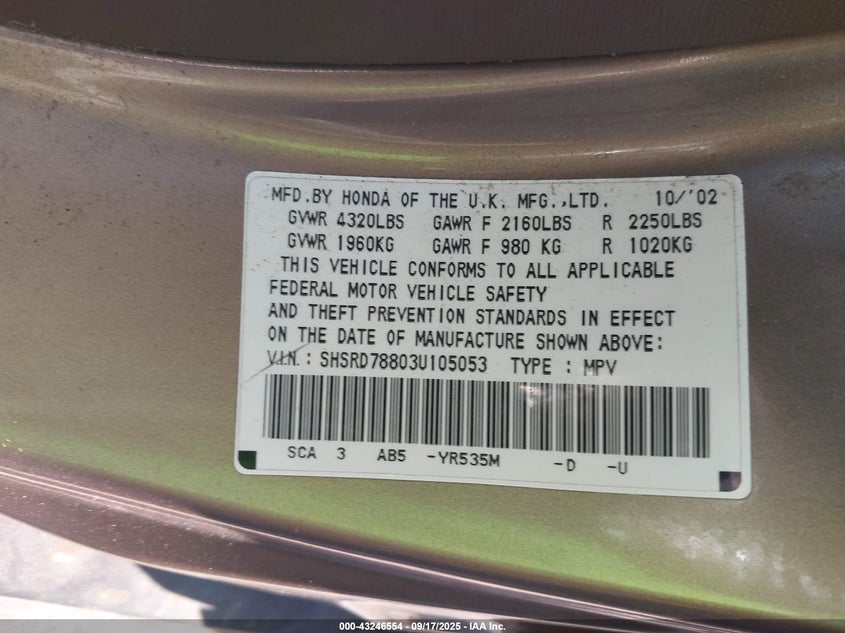 MFD.BY HONDA OF THE U.K. MFG.,LTD. 10/'02
GVWR 4320LBS GAWR F 2160LBS R 2250LBS
GVWR 1960KG GAWR F 980 KG R 1020KG
THIS VEHICLE CONFORMS TO ALL APPLICABLE
FEDERAL MOTOR VEHICLE SAFETY
AND THEFT PREVENTION STANDARDS IN EFFECT
ON THE DATE OF MANUFACTURE SHOWN ABOVE:
V.I.N.: SHSRD78803U105053 TYPE : MPV
SCA 3 AB5 -YR535M -D -U
000-43246554 - 09/17/2025 - IAA Inc.